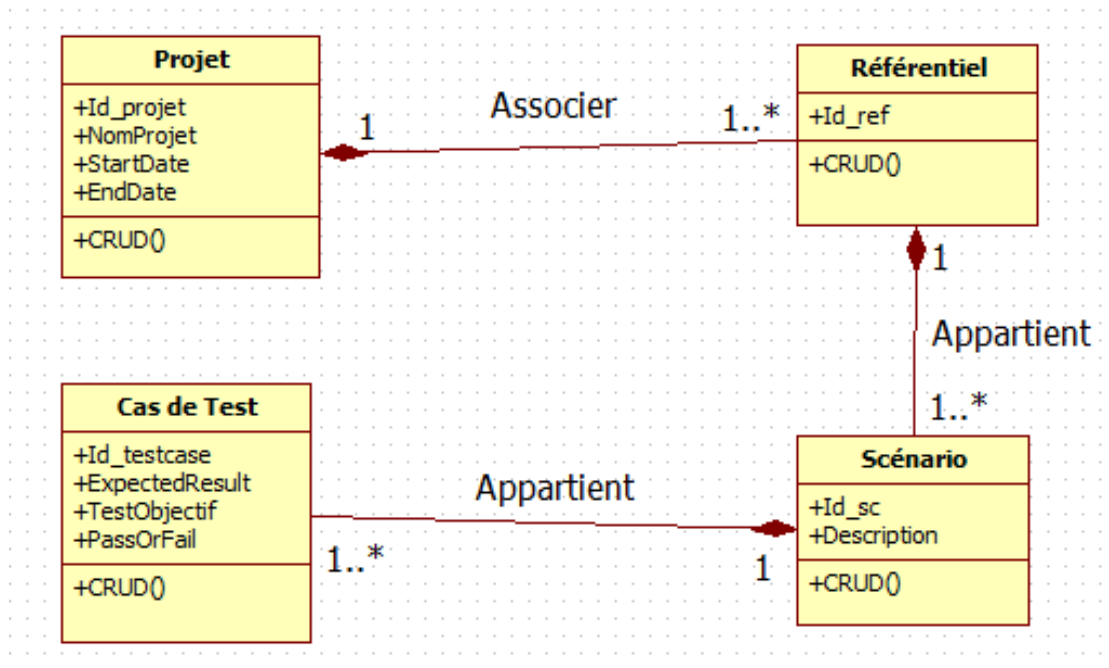 Projet
+Id_projet
+NomProjet
+StartDate
+EndDate
+CRUD()
Associer
1
1..*
Référentiel
+Id_ref
+CRUD()
1
Appartient
1..*
Cas de Test
+Id_testcase
+ExpectedResult
+TestObjectif
+PassOrFail
+CRUD()
Appartient
1..*
1
Scénario
+Id_sc
+Description
+CRUD()